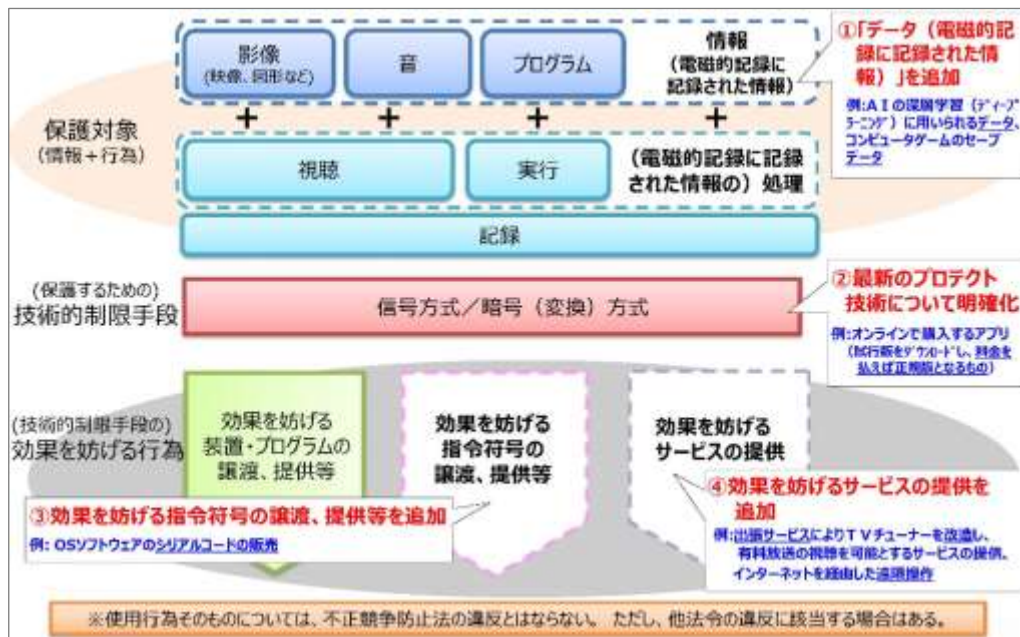 影像
(映像、図形など)
音
プログラム
情報
(電磁的記録に
記録された情報)
①「データ（電磁的記
録に記録された情
報）」を追加
例:ＡＩの深層学習（ディープ
ラーニング）に用いられるデータ、
コンピュータゲームのセーブ
データ
保護対象
(情報＋行為)
+
+
+
+
視聴
実行
(電磁的記録に記録
された情報の）処理
記録
(保護するための)
技術的制限手段
信号方式／暗号（変換）方式
②最新のプロテクト
技術について明確化
例:オンラインで購入するアプリ
（試行版をダウンロードし、料金を
払えば正規版となるもの）
(技術的制限手段の)
効果を妨げる行為
効果を妨げる
装置・プログラムの
譲渡、提供等
効果を妨げる
指令符号の
譲渡、提供等
効果を妨げる
サービスの提供
③効果を妨げる指令符号の譲渡、提供等を追加
例: OSソフトウェアのシリアルコードの販売
④効果を妨げるサービスの提供を
追加
例:出張サービスによりＴＶチューナーを改造し、
有料放送の視聴を可能とするサービスの提供、
インターネットを経由した遠隔操作
※使用行為そのものについては、不正競争防止法の違反とはならない。ただし、他法令の違反に該当する場合はある。